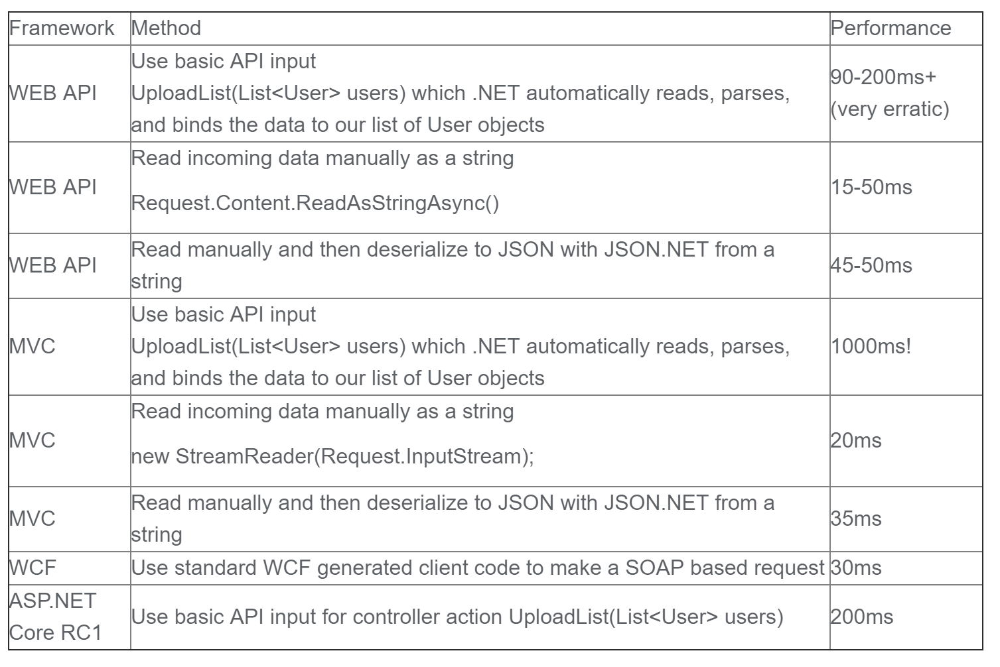 Framework Method Performance
WEB API
Use basic API input
UploadList(List<User> users) which .NET automatically reads, parses,
and binds the data to our list of User objects
90-200ms+
(very erratic)
WEB API
Read incoming data manually as a string
Request.Content.ReadAsStringAsync()
15-50ms
WEB API
Read manually and then deserialize to JSON with JSON.NET from a
string
45-50ms
MVC
Use basic API input
UploadList(List<User> users) which .NET automatically reads, parses,
and binds the data to our list of User objects
1000ms!
MVC
Read incoming data manually as a string
new StreamReader(Request.InputStream);
20ms
MVC
Read manually and then deserialize to JSON with JSON.NET from a
string
35ms
WCF Use standard WCF generated client code to make a SOAP based request 30ms
ASP.NET
Core RC1
Use basic API input for controller action UploadList(List<User> users)
200ms